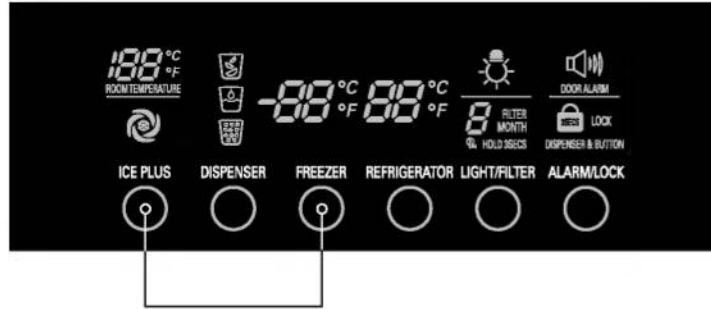 188 °C °F
ROOM TEMPERATURE
-88 °C °F 88 °C °F
8 FILTER MONTH
HOLD 3SECS
DOOR ALARM
3SECS LOCK
DISPENSER & BUTTON
ICE PLUS DISPENSER FREEZER REFRIGERATOR LIGHT/FILTER ALARM/LOCK